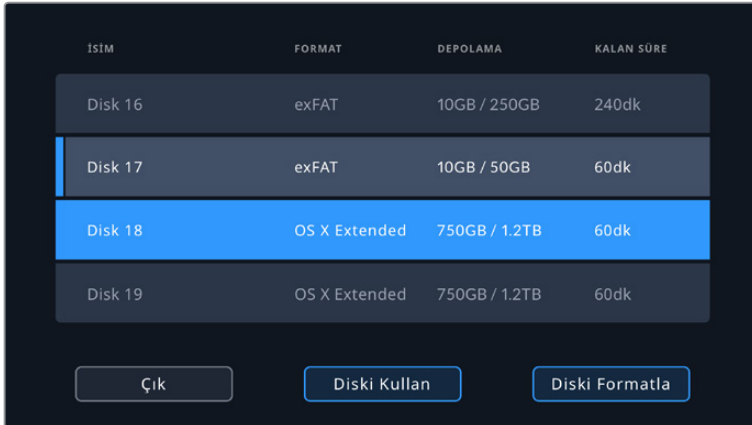 İSİM FORMAT DEPOLAMA KALAN SÜRE
Disk 16 exFAT 10GB / 250GB 240dk
Disk 17 exFAT 10GB / 50GB 60dk
Disk 18 OS X Extended 750GB / 1.2TB 60dk
Disk 19 OS X Extended 750GB / 1.2TB 60dk
Çık Diski Kullan Diski Formatla